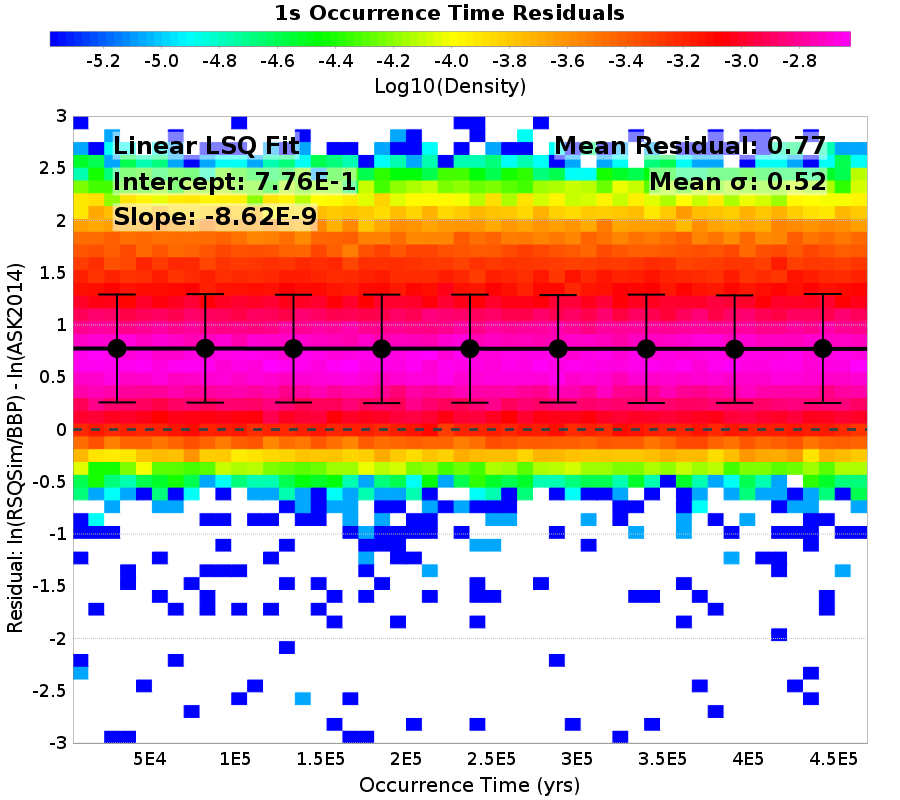 1s Occurrence Time Residuals
-5.2 -5.0 -4.8 -4.6 -4.4 -4.2 -4.0 -3.8 -3.6 -3.4 -3.2 -3.0 -2.8
Log10(Density)
Linear LSQ Fit
Mean Residual: 0.77
Intercept: 7.76E-1
Mean σ: 0.52
Slope: -8.62E-9
3
2.5
2
1.5
1
0.5
0
-0.5
-1
-1.5
-2
-2.5
-3
Residual: ln(RSQSim/BBP) - ln(ASK2014)
5E4 1E5 1.5E5 2E5 2.5E5 3E5 3.5E5 4E5 4.5E5
Occurrence Time (yrs)